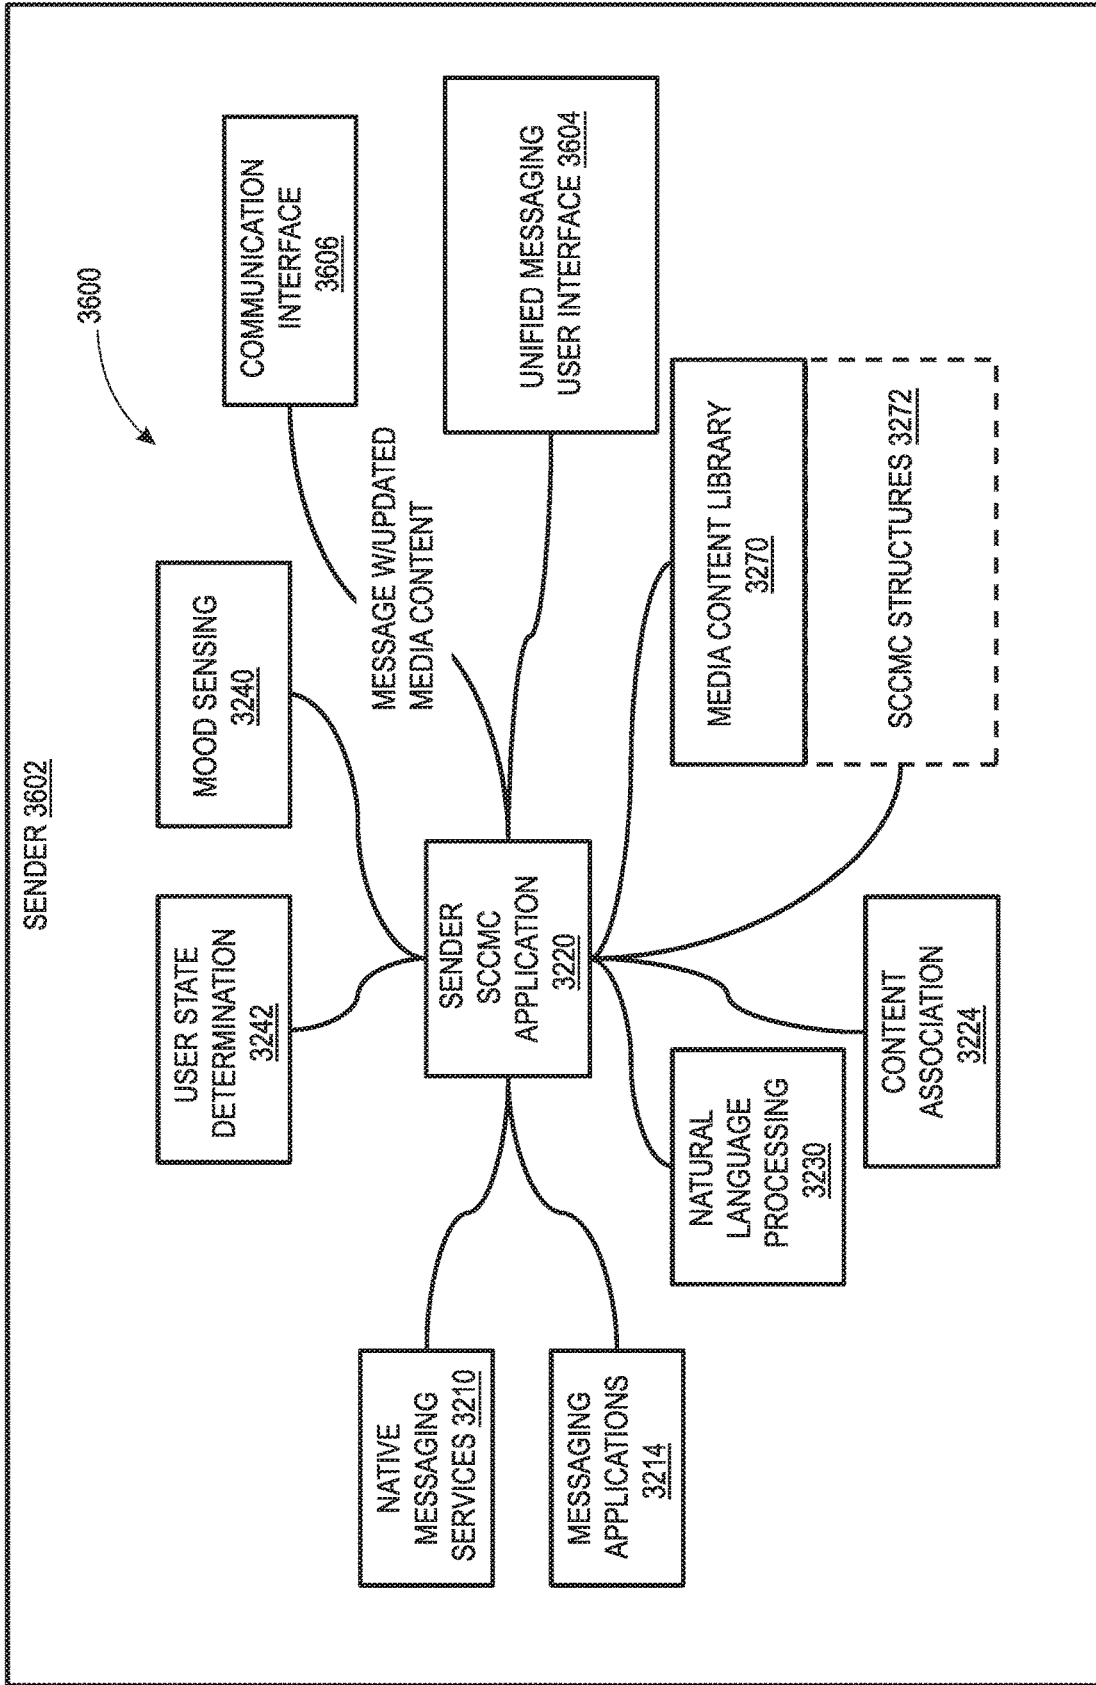 SENDER 3602
3600
USER STATE
DETERMINATION
3242
MOOD SENSING
3240
COMMUNICATION
INTERFACE
3606
NATIVE
MESSAGING
SERVICES 3210
MESSAGING
APPLICATIONS
3214
SENDER
SCCMC
APPLICATION
3220
MESSAGE W/UPDATED
MEDIA CONTENT
UNIFIED MESSAGING
USER INTERFACE 3604
NATURAL
LANGUAGE
PROCESSING
3230
CONTENT
ASSOCIATION
3224
MEDIA CONTENT LIBRARY
3270
SCCMC STRUCTURES 3272